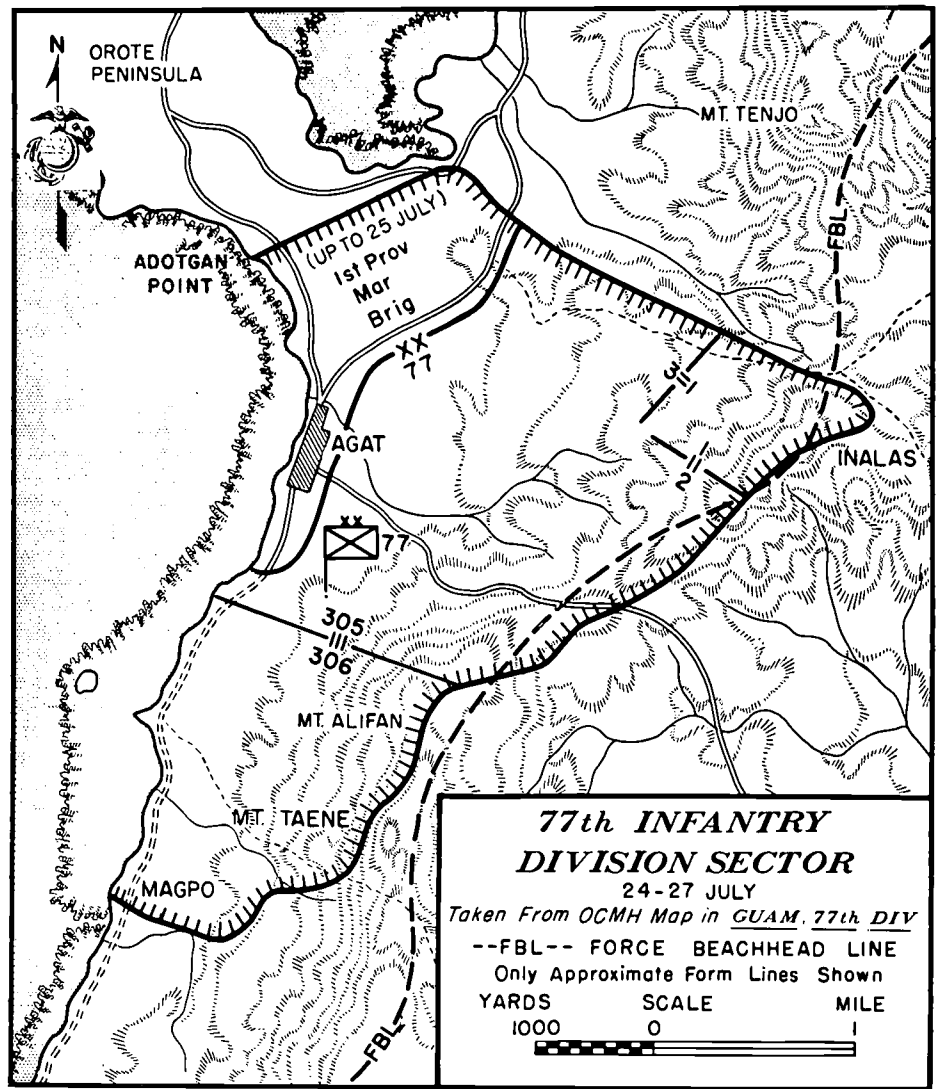 N
OROTE
PENINSULA
MT. TENJO
FBL
ADOTGAN
POINT
(UP TO 25 JULY)
1st Prov
Mar
Brig
XX
77
3 II 1
II
2
AGAT
INALAS
XX
77
305
III
306
MT. ALIFAN
MT. TAENE
MAGPO
FBL
77th INFANTRY
DIVISION SECTOR
24-27 JULY
Taken From OCMH Map in GUAM, 77th DIV
--FBL-- FORCE BEACHHEAD LINE
Only Approximate Form Lines Shown
YARDS SCALE MILE
1000 0 1